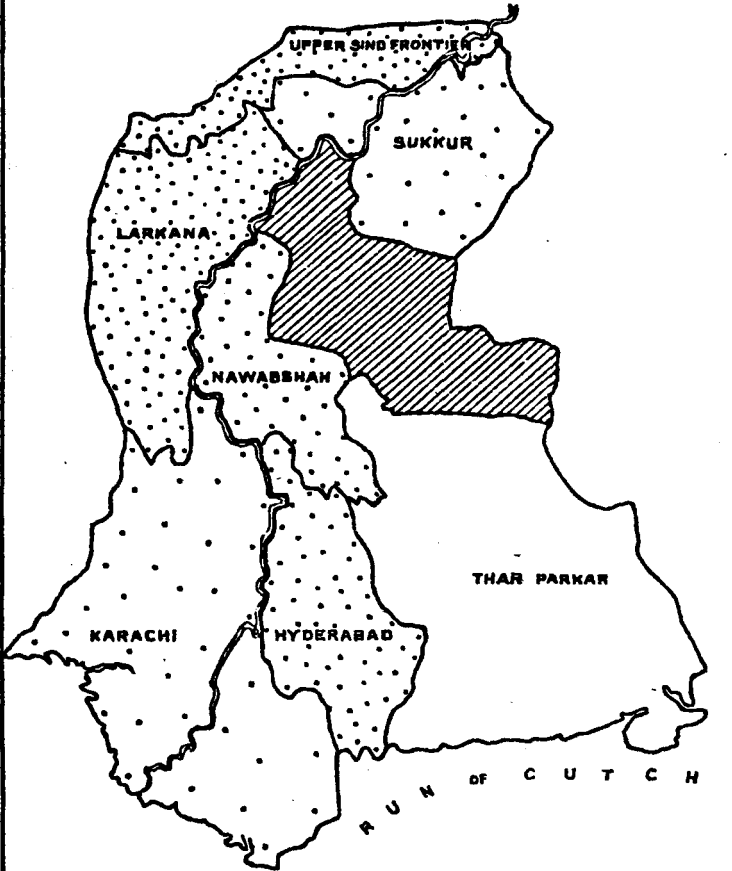 UPPER SIND FRONTIER
SUKKUR
LARKANA
NAWABSHAH
THAR PARKAR
KARACHI
HYDERABAD
RUN OF CUTCH